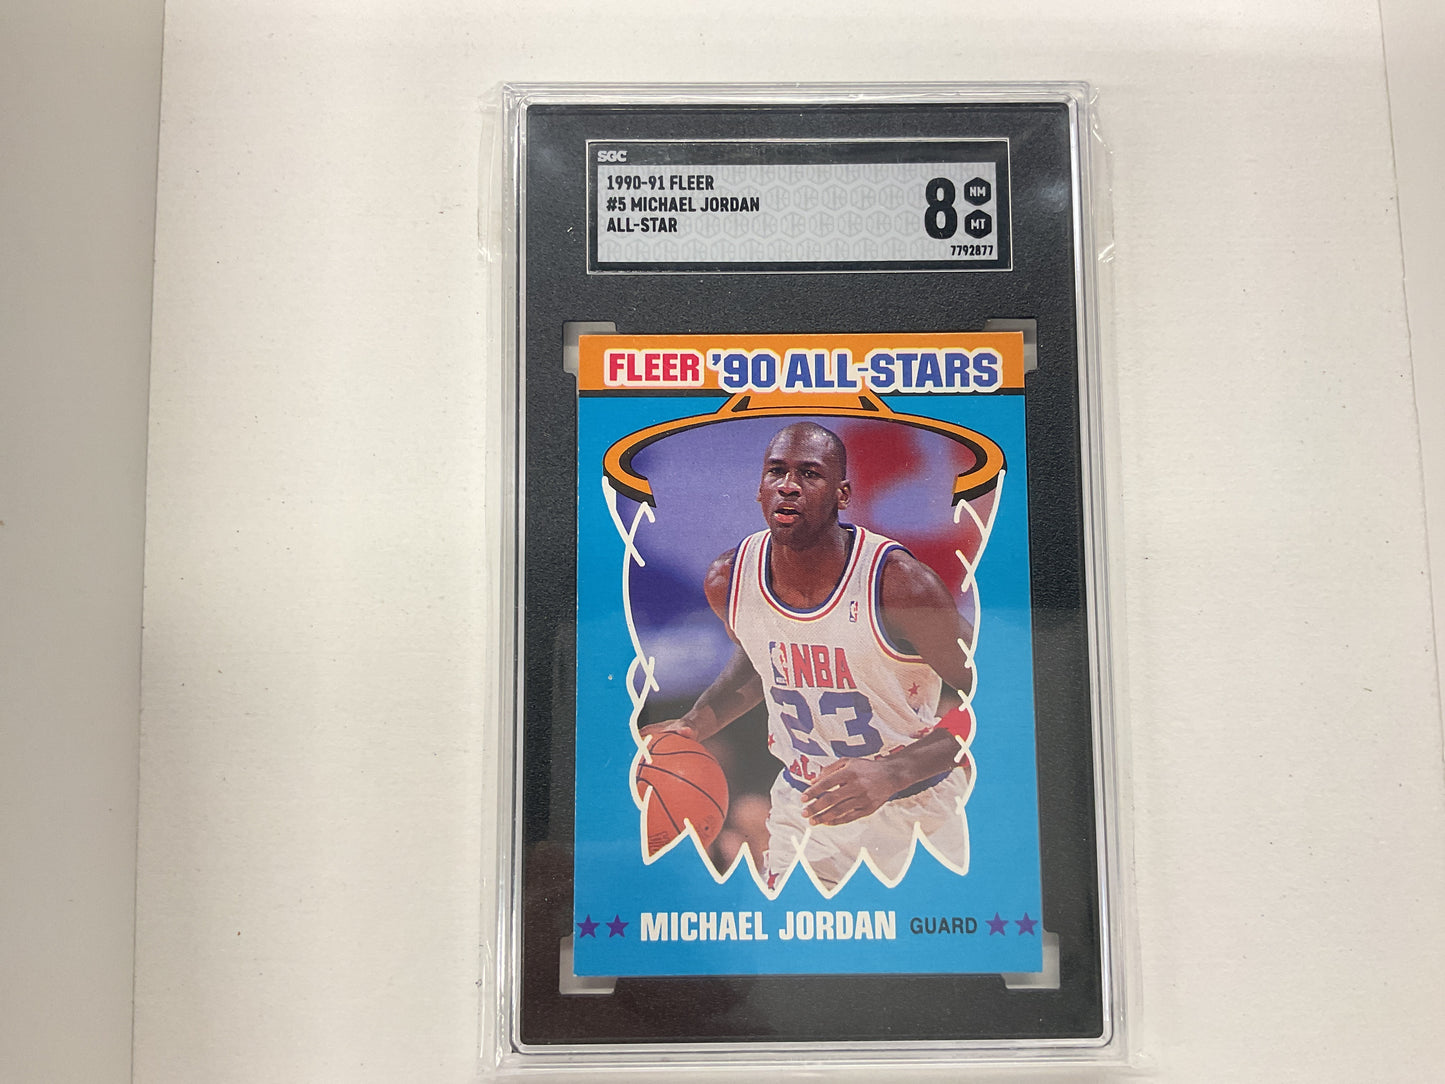 SGC
1990-91 FLEER
#5 MICHAEL JORDAN
ALL-STAR
8 NM MT
7792877
FLEER '90 ALL-STARS
NBA
23
MICHAEL JORDAN GUARD